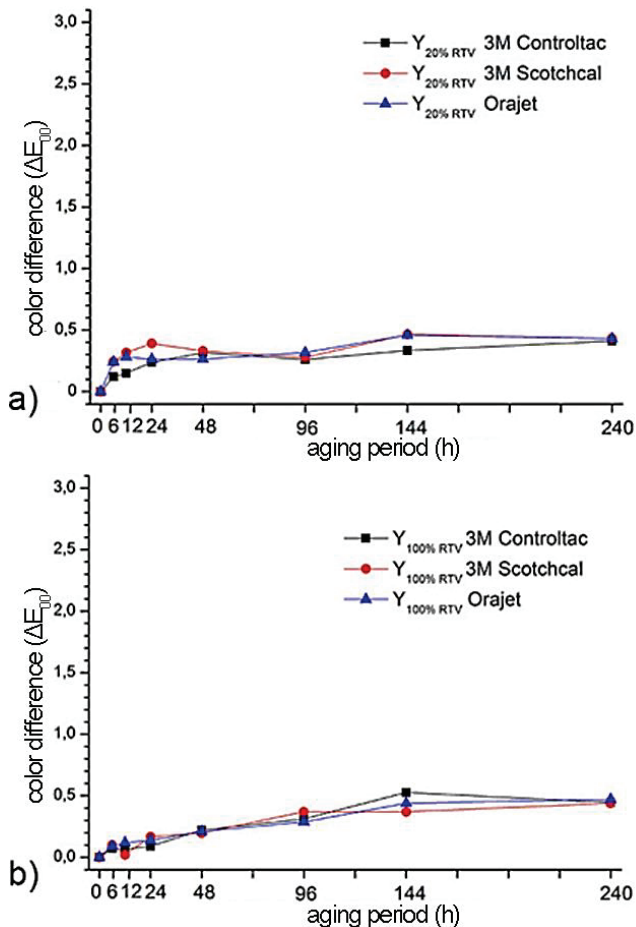 3,0
Y20% RTV 3M Controltac
Y20% RTV 3M Scotchcal
2,5
Y20% RTV Orajet
2,0
color difference (ΔE00)
1,5
1,0
0,5
0
a)
0 6 12 24 48 96 144 240
aging period (h)
3,0
Y100% RTV 3M Controltac
2,5
Y100% RTV 3M Scotchcal
Y100% RTV Orajet
2,0
color difference (ΔE00)
1,5
1,0
0,5
0,0
b)
0 6 12 24 48 96 144 240
aging period (h)